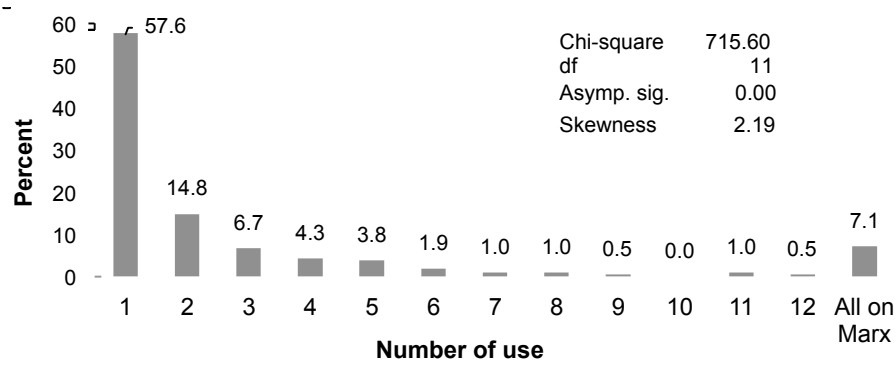 60
57.6
50
40
30
20
10
0
Percent
Chi-square 715.60
df 11
Asymp. sig. 0.00
Skewness 2.19
14.8
6.7
4.3
3.8
1.9
1.0
1.0
0.5
0.0
1.0
0.5
7.1
1 2 3 4 5 6 7 8 9 10 11 12 All on
Marx
Number of use